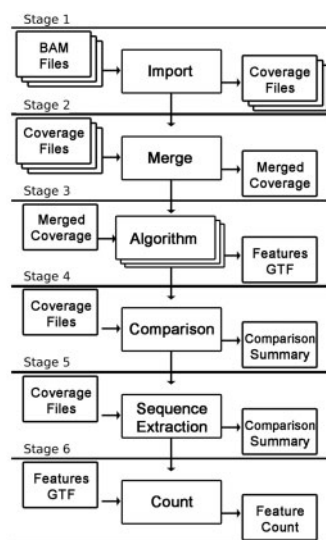 Stage 1
BAM
Files
Import
Coverage
Files
Stage 2
Coverage
Files
Merge
Merged
Coverage
Stage 3
Merged
Coverage
Algorithm
Features
GTF
Stage 4
Coverage
Files
Comparison
Comparison
Summary
Stage 5
Coverage
Files
Sequence
Extraction
Comparison
Summary
Stage 6
Features
GTF
Count
Feature
Count